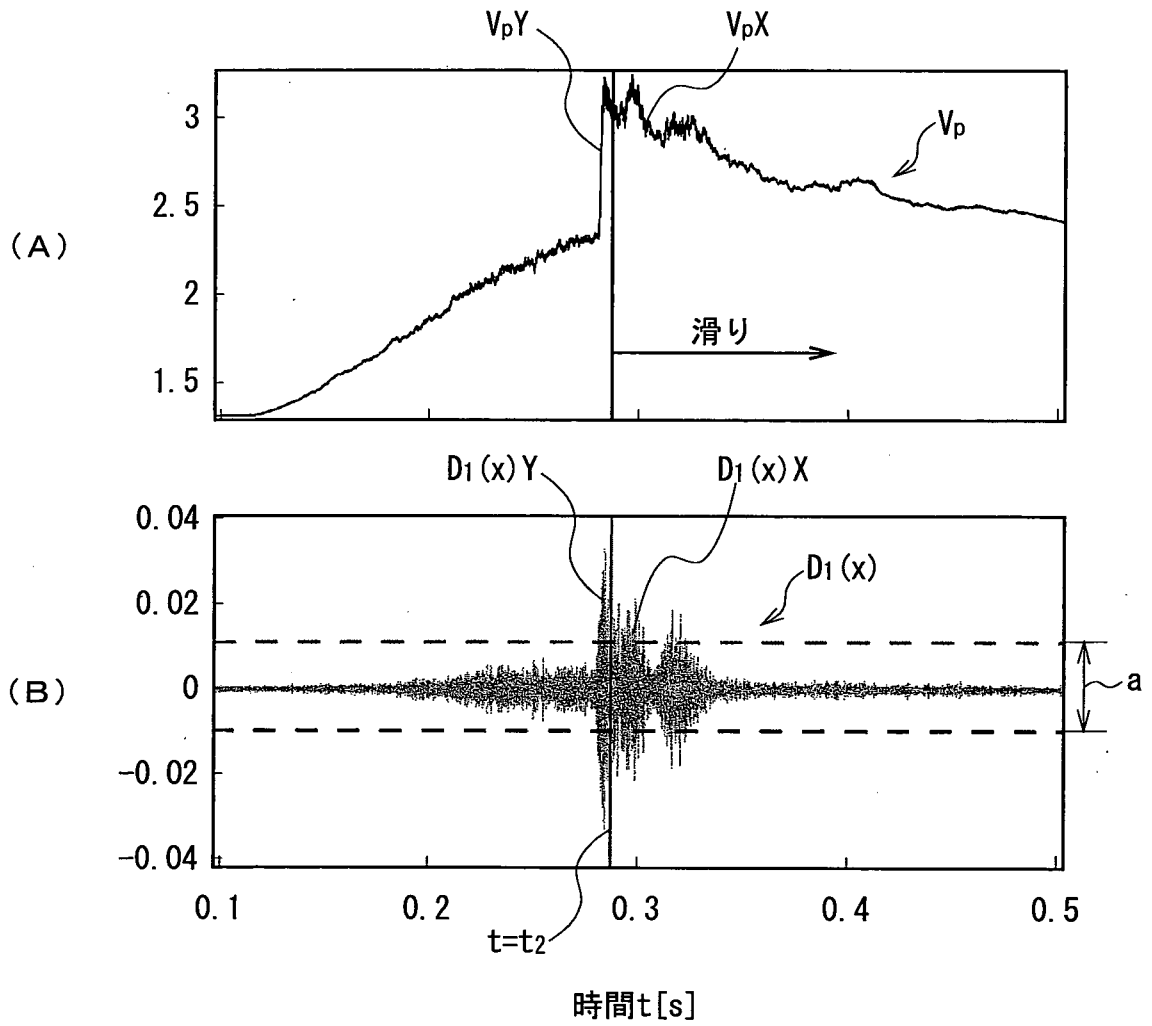 VpY VpX
3
Vp
2.5
(A)
2
滑り
1.5
D1(x)Y D1(x)X
0.04
D1(x)
0.02
(B) 0 a
-0.02
-0.04
0.1 0.2 0.3 0.4 0.5
t=t2
時間t[s]